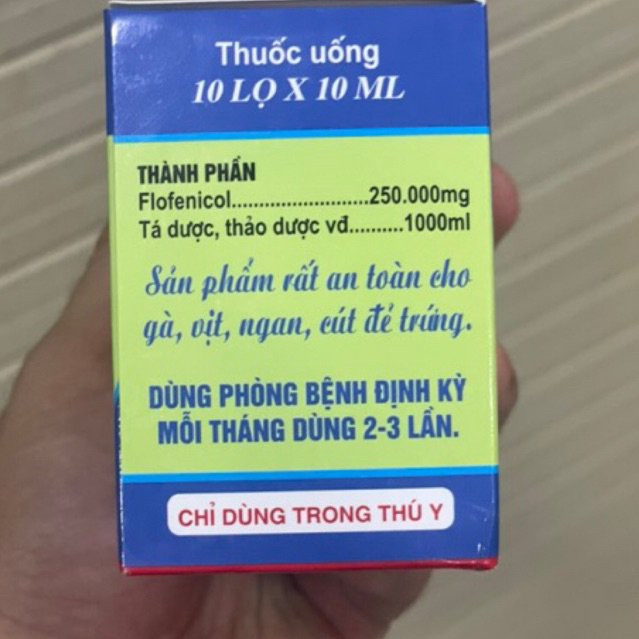 Thuốc uống
10 LỌ X 10 ML
THÀNH PHẦN
Flofenicol........................250.000mg
Tá dược, thảo dược vđ..........1000ml
Sản phẩm rất an toàn cho
gà, vịt, ngan, cút đẻ trứng.
DÙNG PHÒNG BỆNH ĐỊNH KỲ
MỖI THÁNG DÙNG 2-3 LẦN.
CHỈ DÙNG TRONG THÚ Y